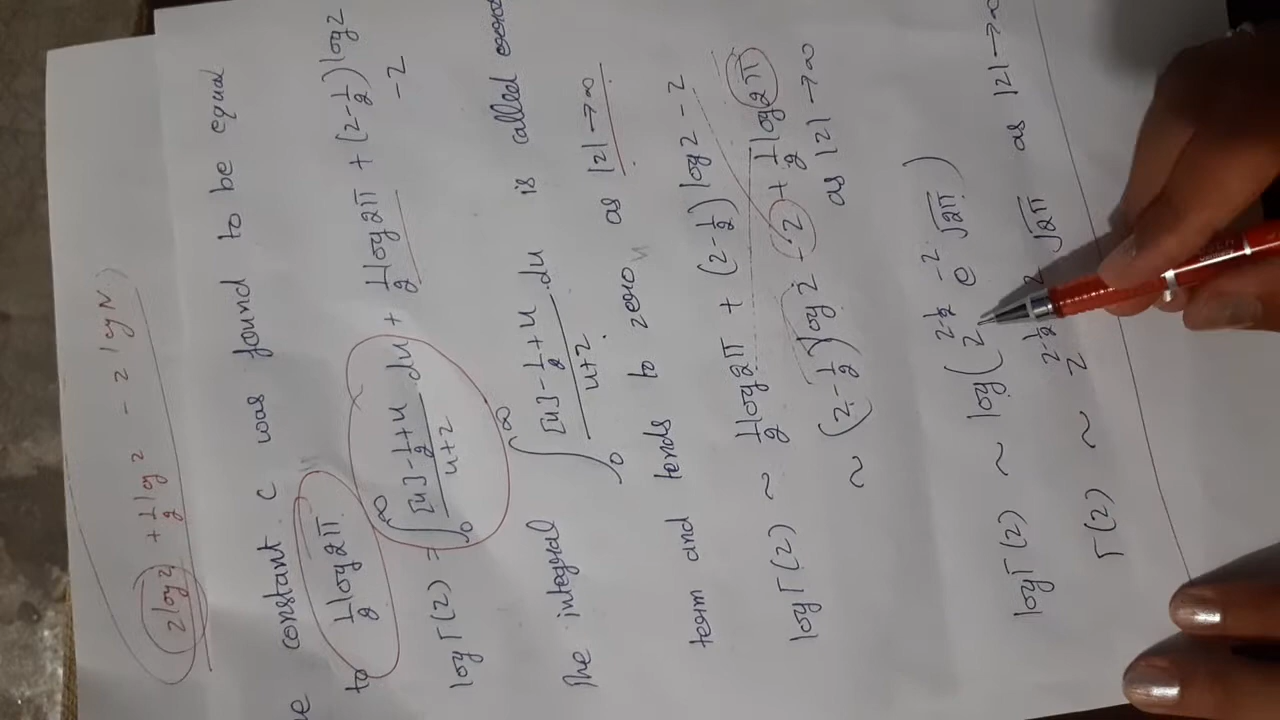 z log z + 1/2 log z - z log N
constant c was found to be equal
to 1/2 log 2π
log Γ(z) = ∫₀^∞ ([u] - 1/2 + u)/(u+z) du + 1/2 log 2π + (z - 1/2) log z
- z
The integral ∫₀^∞ ([u] - 1/2 + u)/(u+z) du is called
term and tends to zero as |z| → ∞
log Γ(z) ~ 1/2 log 2π + (z - 1/2) log z - z
~ (z - 1/2) log z - z + 1/2 log 2π
as |z| → ∞
log Γ(z) ~ log (z^(z - 1/2) e^(-z) √2π)
Γ(z) ~ z^(z - 1/2) √2π as |z| → ∞